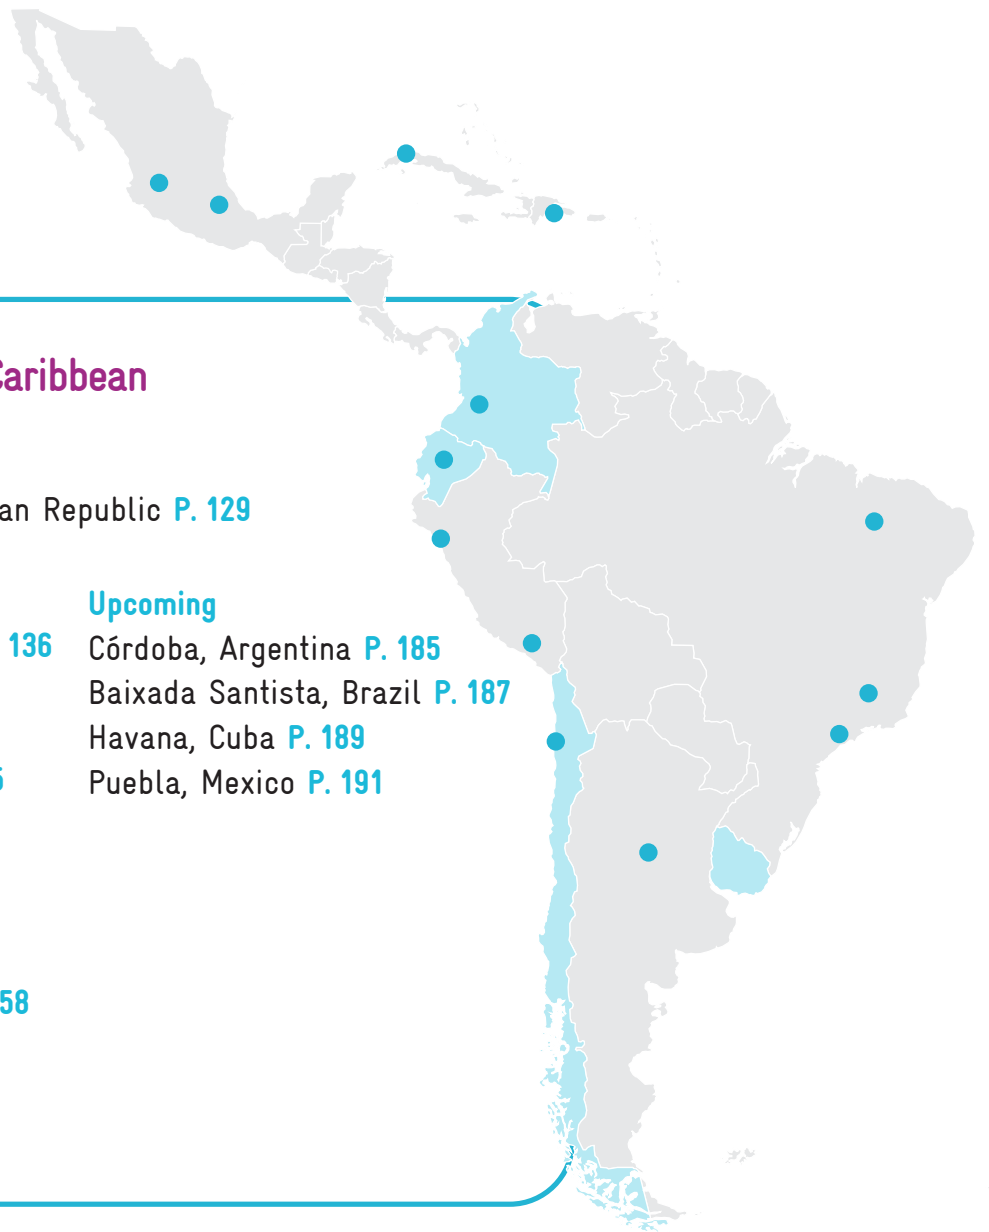 Caribbean
an Republic P. 129
136
5
58
Upcoming
Córdoba, Argentina P. 185
Baixada Santista, Brazil P. 187
Havana, Cuba P. 189
Puebla, Mexico P. 191